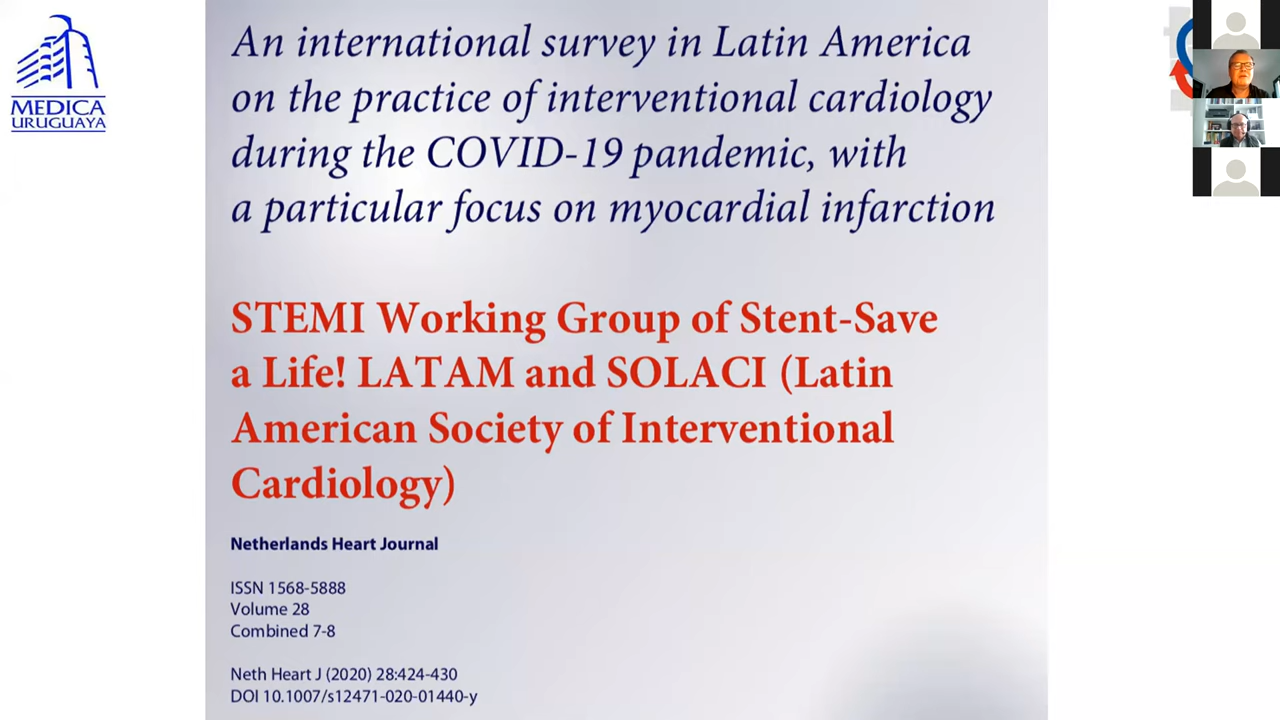 MEDICA
URUGUAYA
An international survey in Latin America
on the practice of interventional cardiology
during the COVID-19 pandemic, with
a particular focus on myocardial infarction
STEMI Working Group of Stent-Save
a Life! LATAM and SOLACI (Latin
American Society of Interventional
Cardiology)
Netherlands Heart Journal
ISSN 1568-5888
Volume 28
Combined 7-8
Neth Heart J (2020) 28:424-430
DOI 10.1007/s12471-020-01440-y